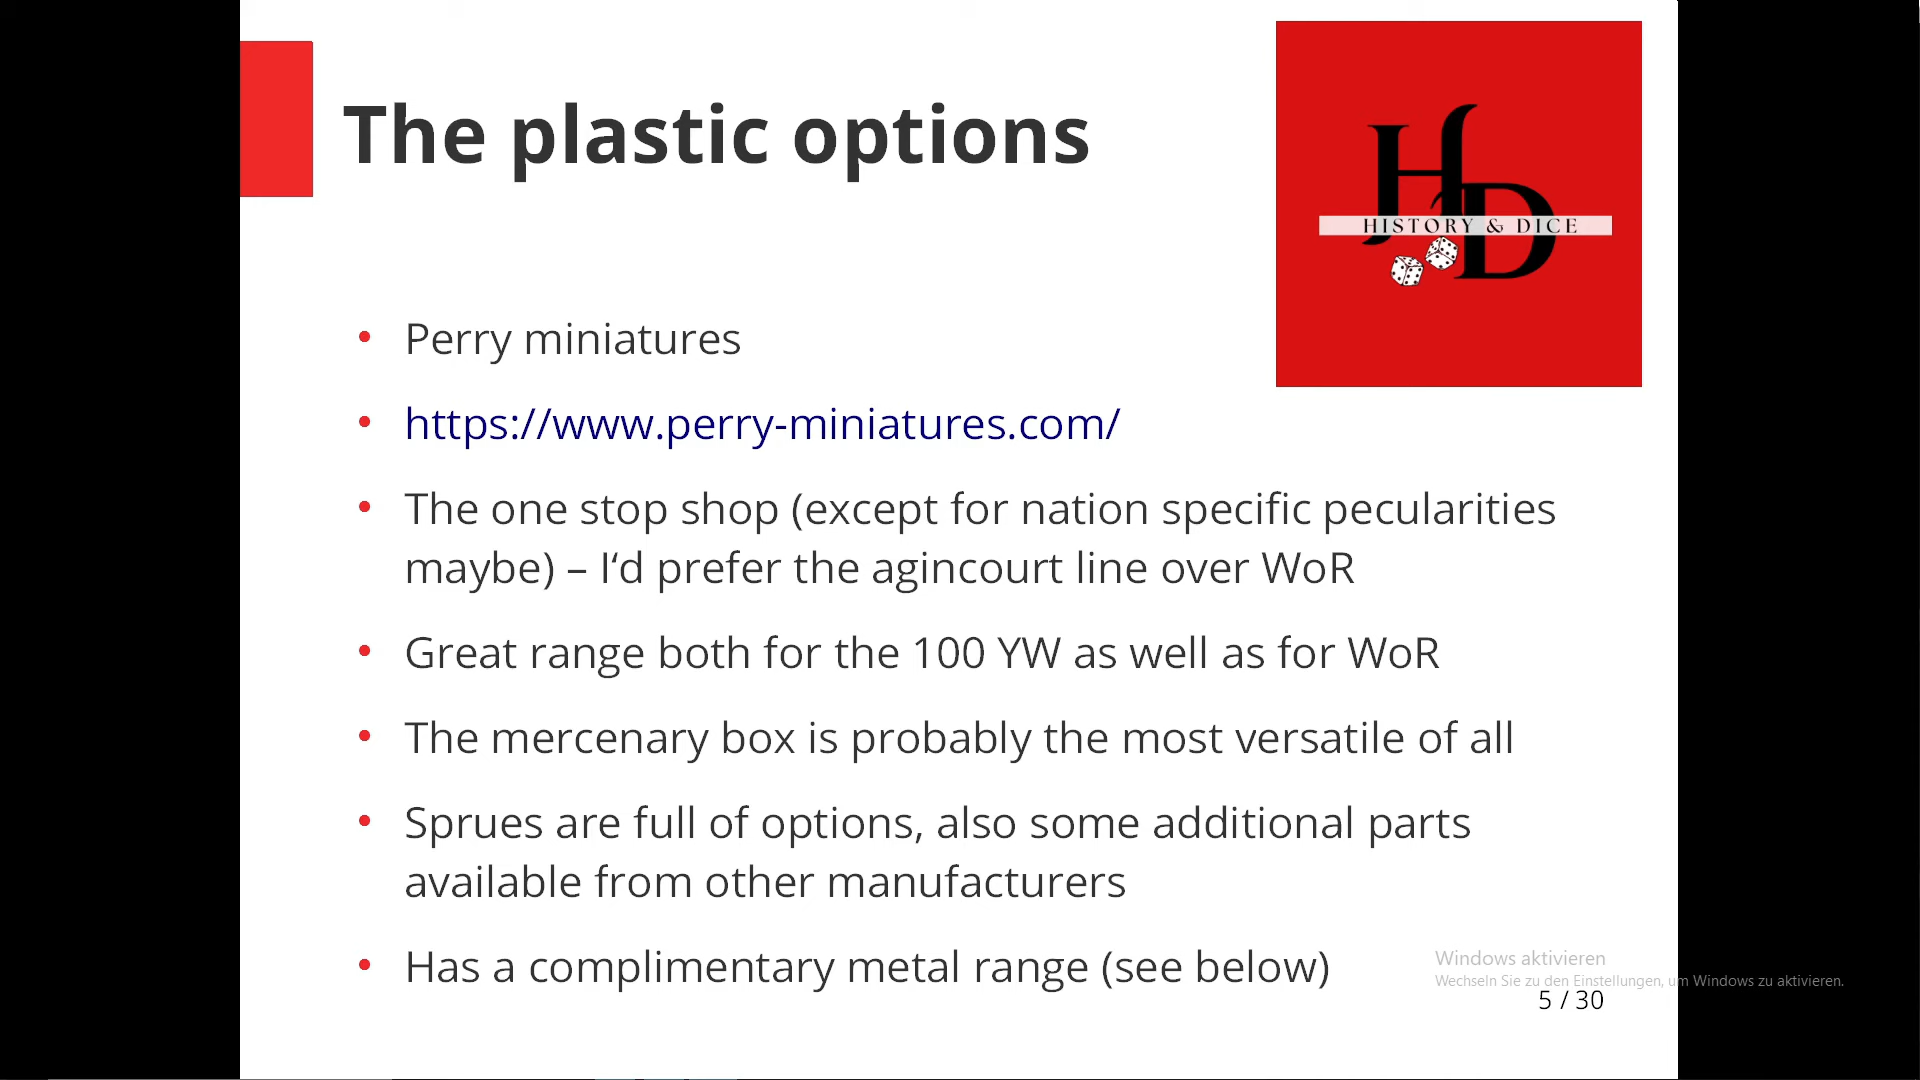 The plastic options
HD
HISTORY & DICE
• Perry miniatures
• https://www.perry-miniatures.com/
• The one stop shop (except for nation specific pecularities
maybe) – I‘d prefer the agincourt line over WoR
• Great range both for the 100 YW as well as for WoR
• The mercenary box is probably the most versatile of all
• Sprues are full of options, also some additional parts
available from other manufacturers
• Has a complimentary metal range (see below)
Windows aktivieren
Wechseln Sie zu den Einstellungen, um Windows zu aktivieren.
5 / 30